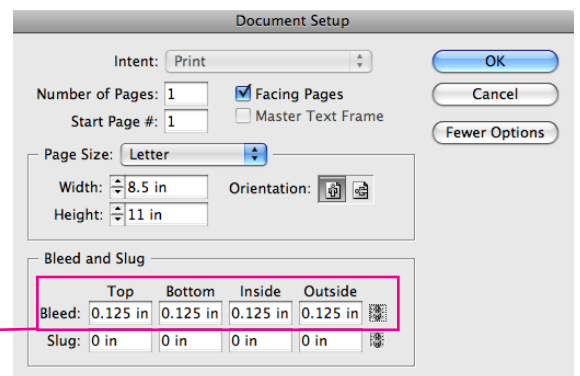 Document Setup
Intent: Print
OK
Number of Pages: 1
Facing Pages
Cancel
Start Page #: 1
Master Text Frame
Fewer Options
Page Size: Letter
Width: 8.5 in
Orientation:
Height: 11 in
Bleed and Slug
Top Bottom Inside Outside
Bleed: 0.125 in 0.125 in 0.125 in 0.125 in
Slug: 0 in 0 in 0 in 0 in